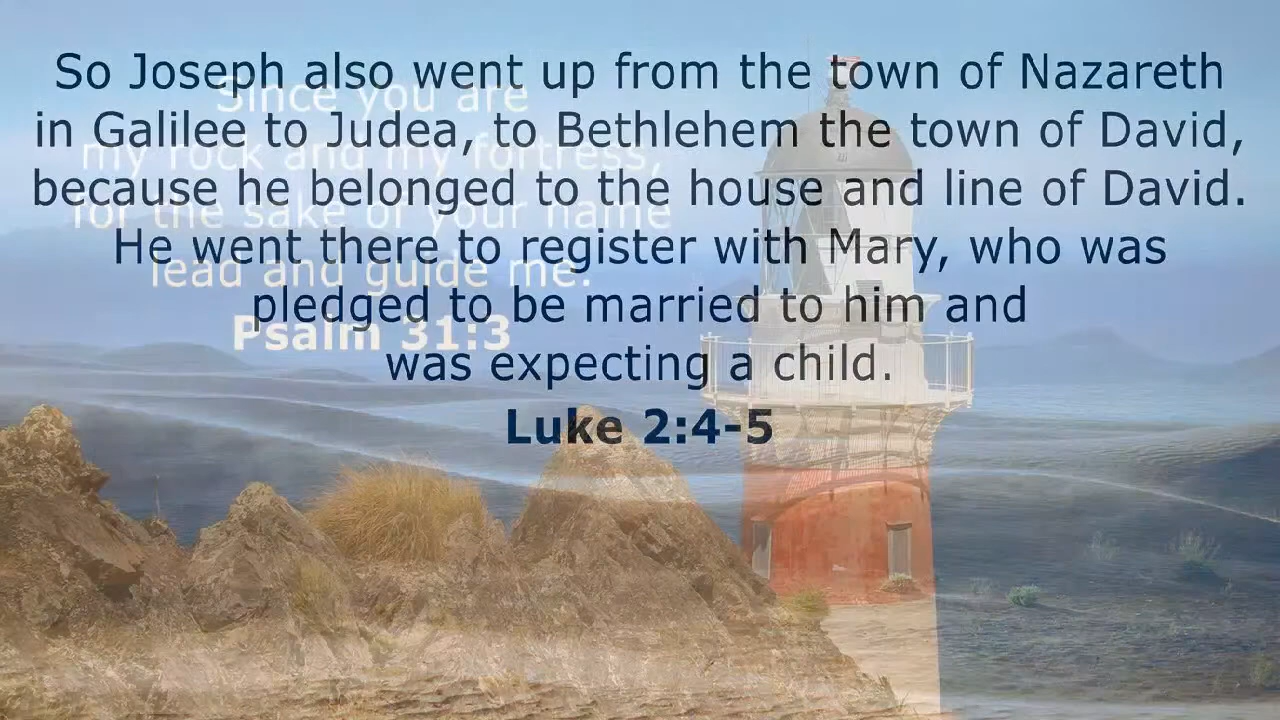 So Joseph also went up from the town of Nazareth
in Galilee to Judea, to Bethlehem the town of David,
because he belonged to the house and line of David.
He went there to register with Mary, who was
pledged to be married to him and
was expecting a child.
Luke 2:4-5
Since you are
my rock and my fortress,
for the sake of your name
lead and guide me.
Psalm 31:3